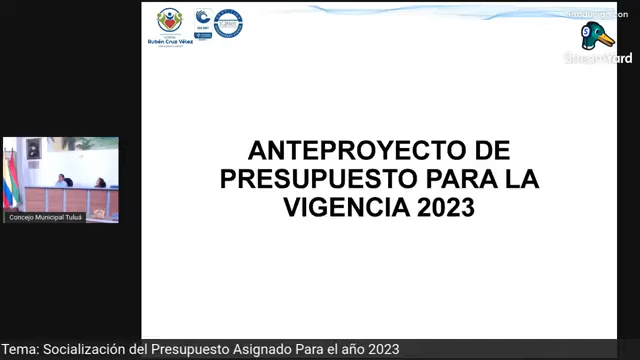 Rubén Cruz Vélez
StreamYard
ANTEPROYECTO DE
PRESUPUESTO PARA LA
VIGENCIA 2023
Concejo Municipal Tuluá
Tema: Socialización del Presupuesto Asignado Para el año 2023